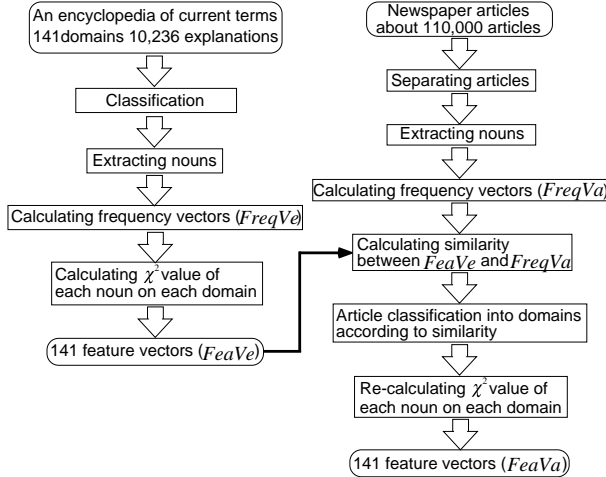 An encyclopedia of current terms
141domains 10,236 explanations
Classification
Extracting nouns
Calculating frequency vectors (FreqVe)
Calculating χ² value of
each noun on each domain
141 feature vectors (FeaVe)
Newspaper articles
about 110,000 articles
Separating articles
Extracting nouns
Calculating frequency vectors (FreqVa)
Calculating similarity
between FeaVe and FreqVa
Article classification into domains
according to similarity
Re-calculating χ² value of
each noun on each domain
141 feature vectors (FeaVa)